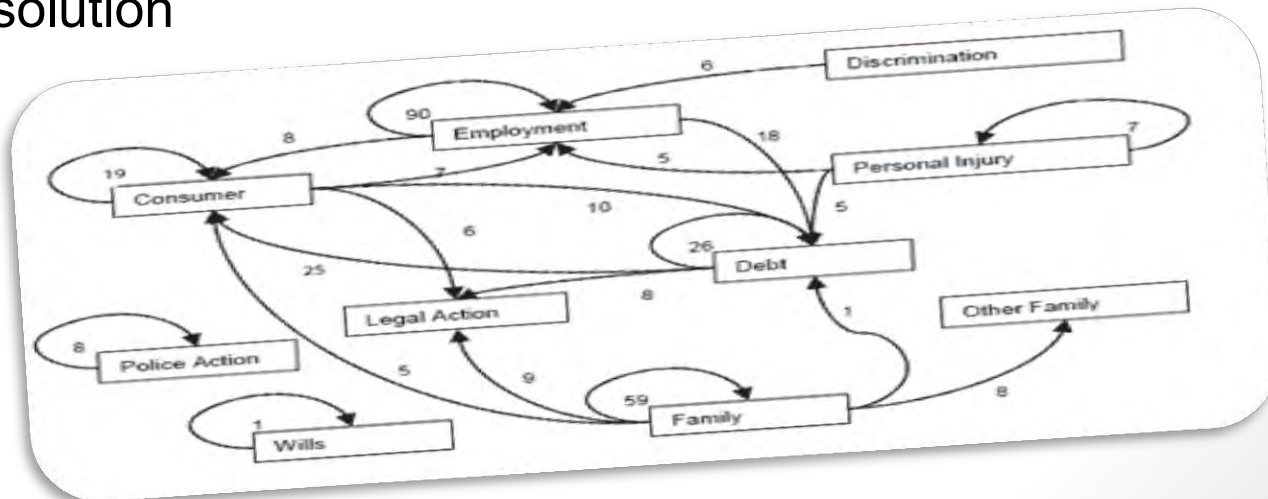 solution
6
Discrimination
90
Employment
8
18
7
Personal Injury
5
19
Consumer
7
10
5
6
26
Debt
25
8
Legal Action
1
Other Family
8
Police Action
5
9
59
Family
8
1
Wills